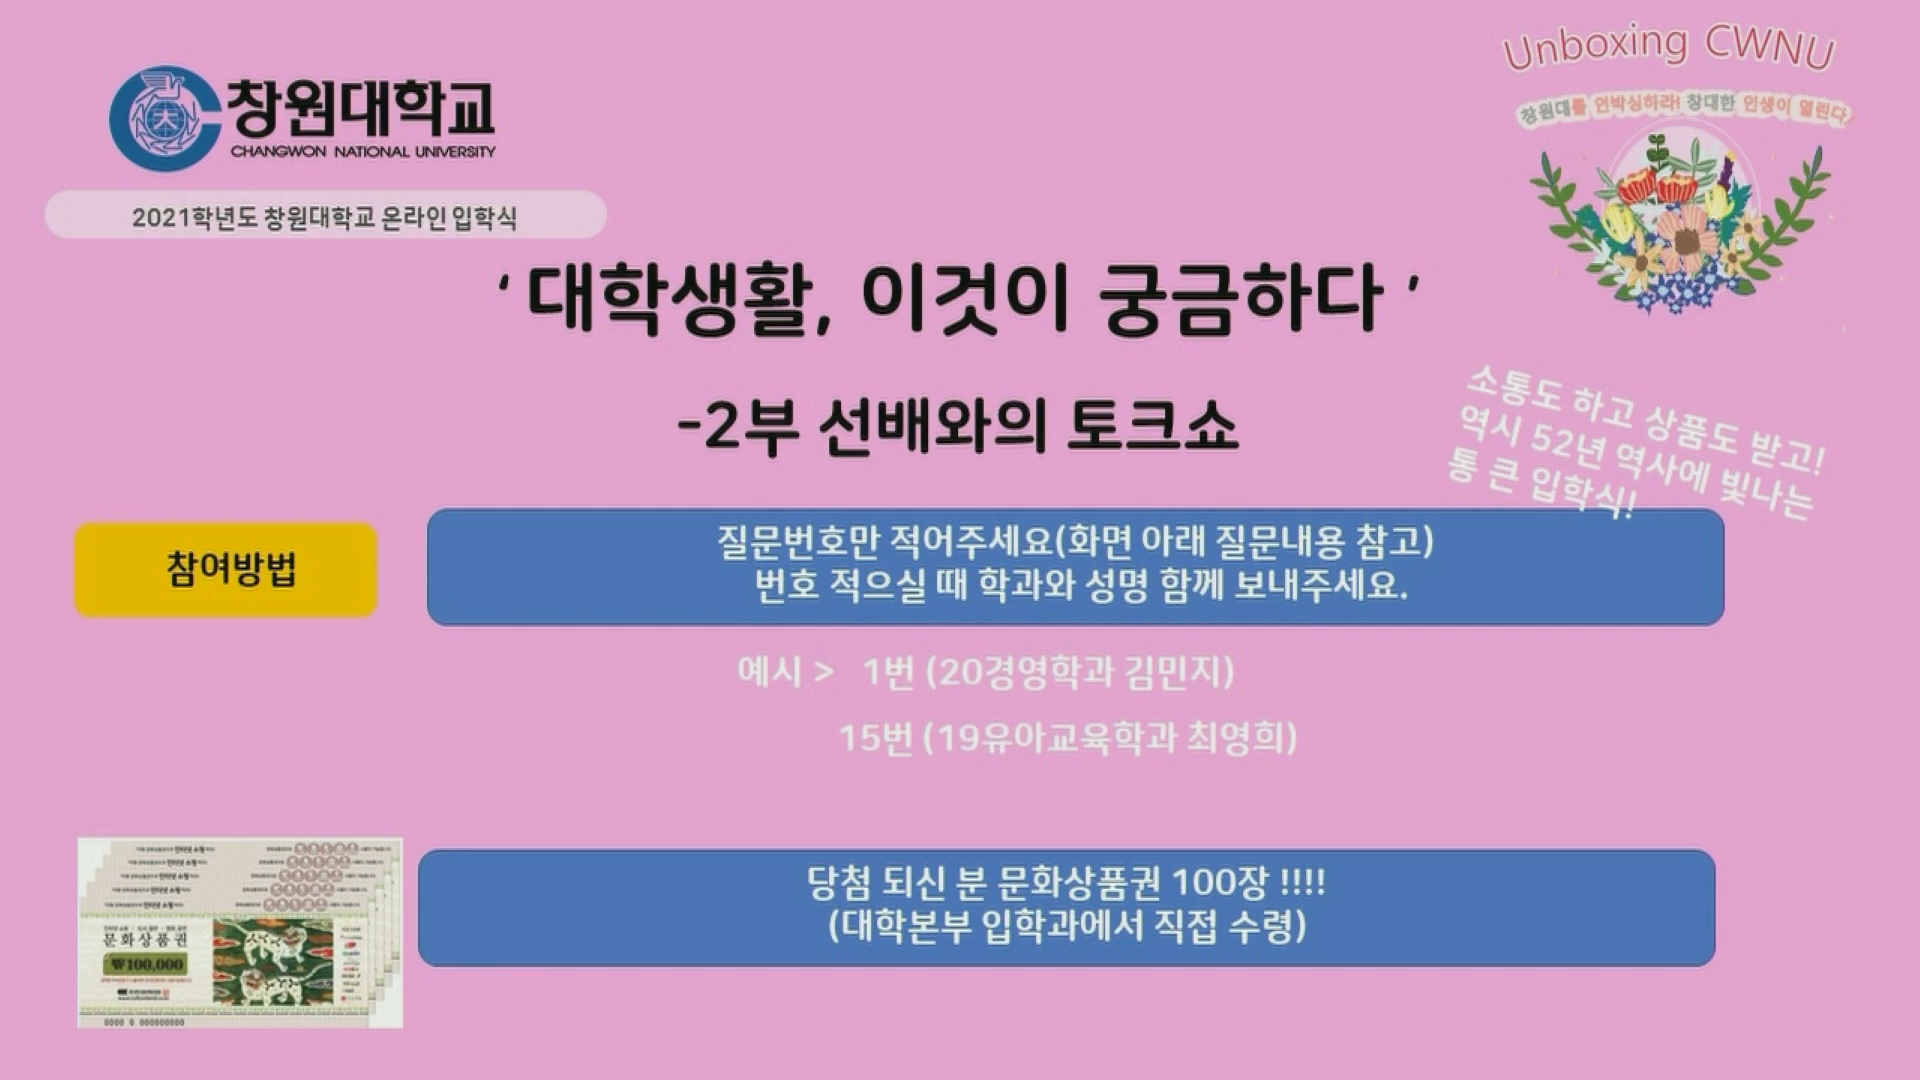 Unboxing CWNU
창원대학교
CHANGWON NATIONAL UNIVERSITY
창원대를 언박싱하라! 창대한 인생이 열린다
2021학년도 창원대학교 온라인 입학식
‘ 대학생활, 이것이 궁금하다 ’
-2부 선배와의 토크쇼
소통도 하고 상품도 받고!
역시 52년 역사에 빛나는
통 큰 입학식!
참여방법
질문번호만 적어주세요(화면 아래 질문내용 참고)
번호 적으실 때 학과와 성명 함께 보내주세요.
예시 > 1번 (20경영학과 김민지)
15번 (19유아교육학과 최영희)
당첨 되신 분 문화상품권 100장 !!!!
(대학본부 입학과에서 직접 수령)
문화상품권
₩100,000
0000 0 000000000